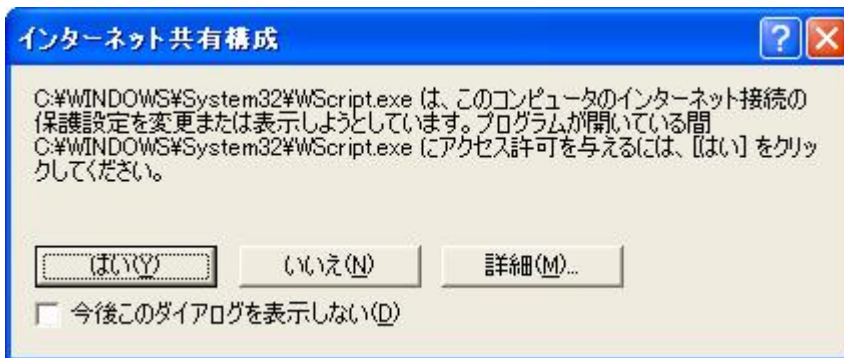 インターネット共有構成
C:¥WINDOWS¥System32¥WScript.exe は、このコンピュータのインターネット接続の
保護設定を変更または表示しようとしています。プログラムが開いている間
C:¥WINDOWS¥System32¥WScript.exe にアクセス許可を与えるには、[はい] をクリッ
クしてください。
はい(Y) いいえ(N) 詳細(M)...
今後このダイアログを表示しない(D)